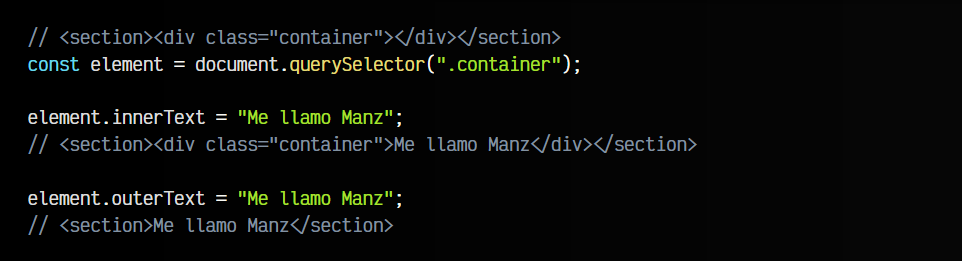 // <section><div class="container"></div></section>
const element = document.querySelector(".container");
element.innerText = "Me llamo Manz";
// <section><div class="container">Me llamo Manz</div></section>
element.outerText = "Me llamo Manz";
// <section>Me llamo Manz</section>